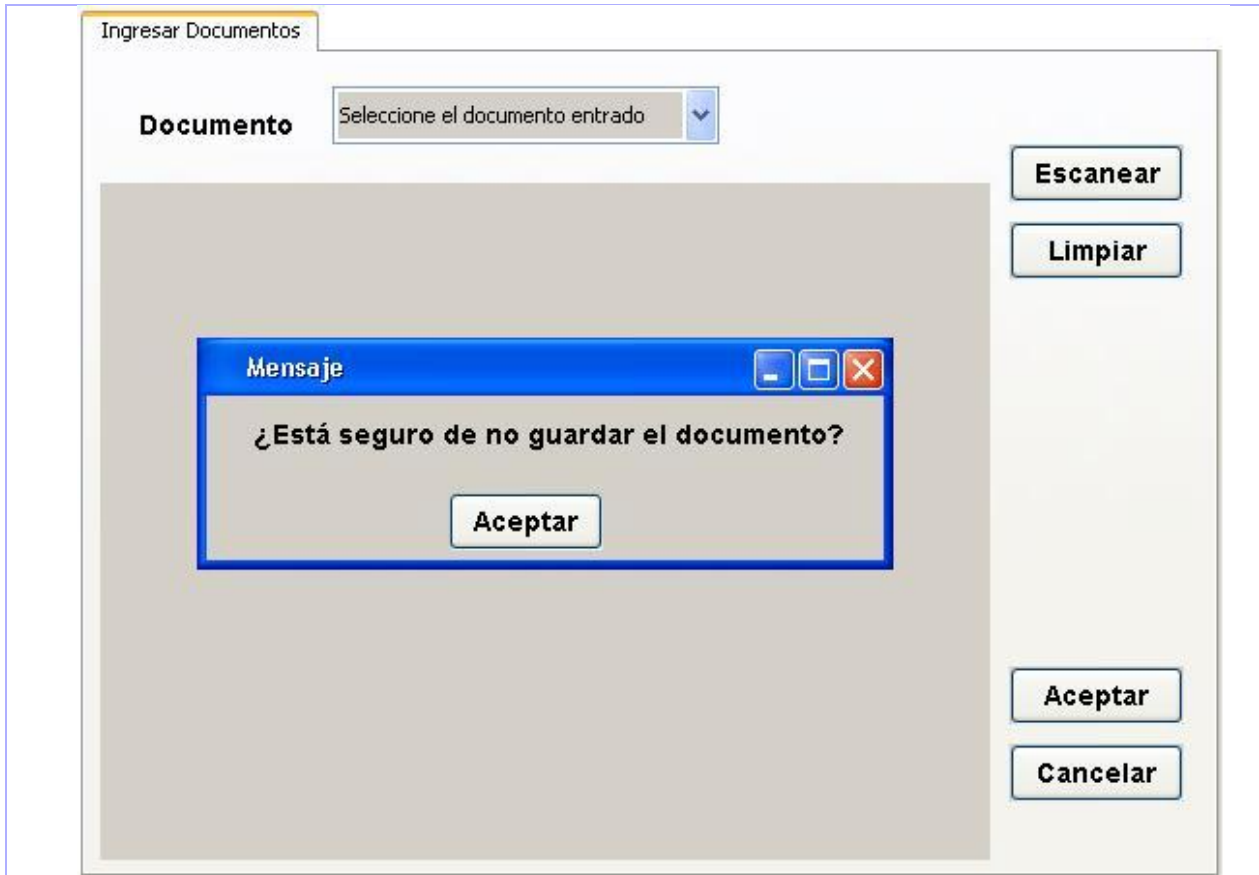 Ingresar Documentos
Documento
Seleccione el documento entrado
Escanear
Limpiar
Mensaje
¿Está seguro de no guardar el documento?
Aceptar
Aceptar
Cancelar